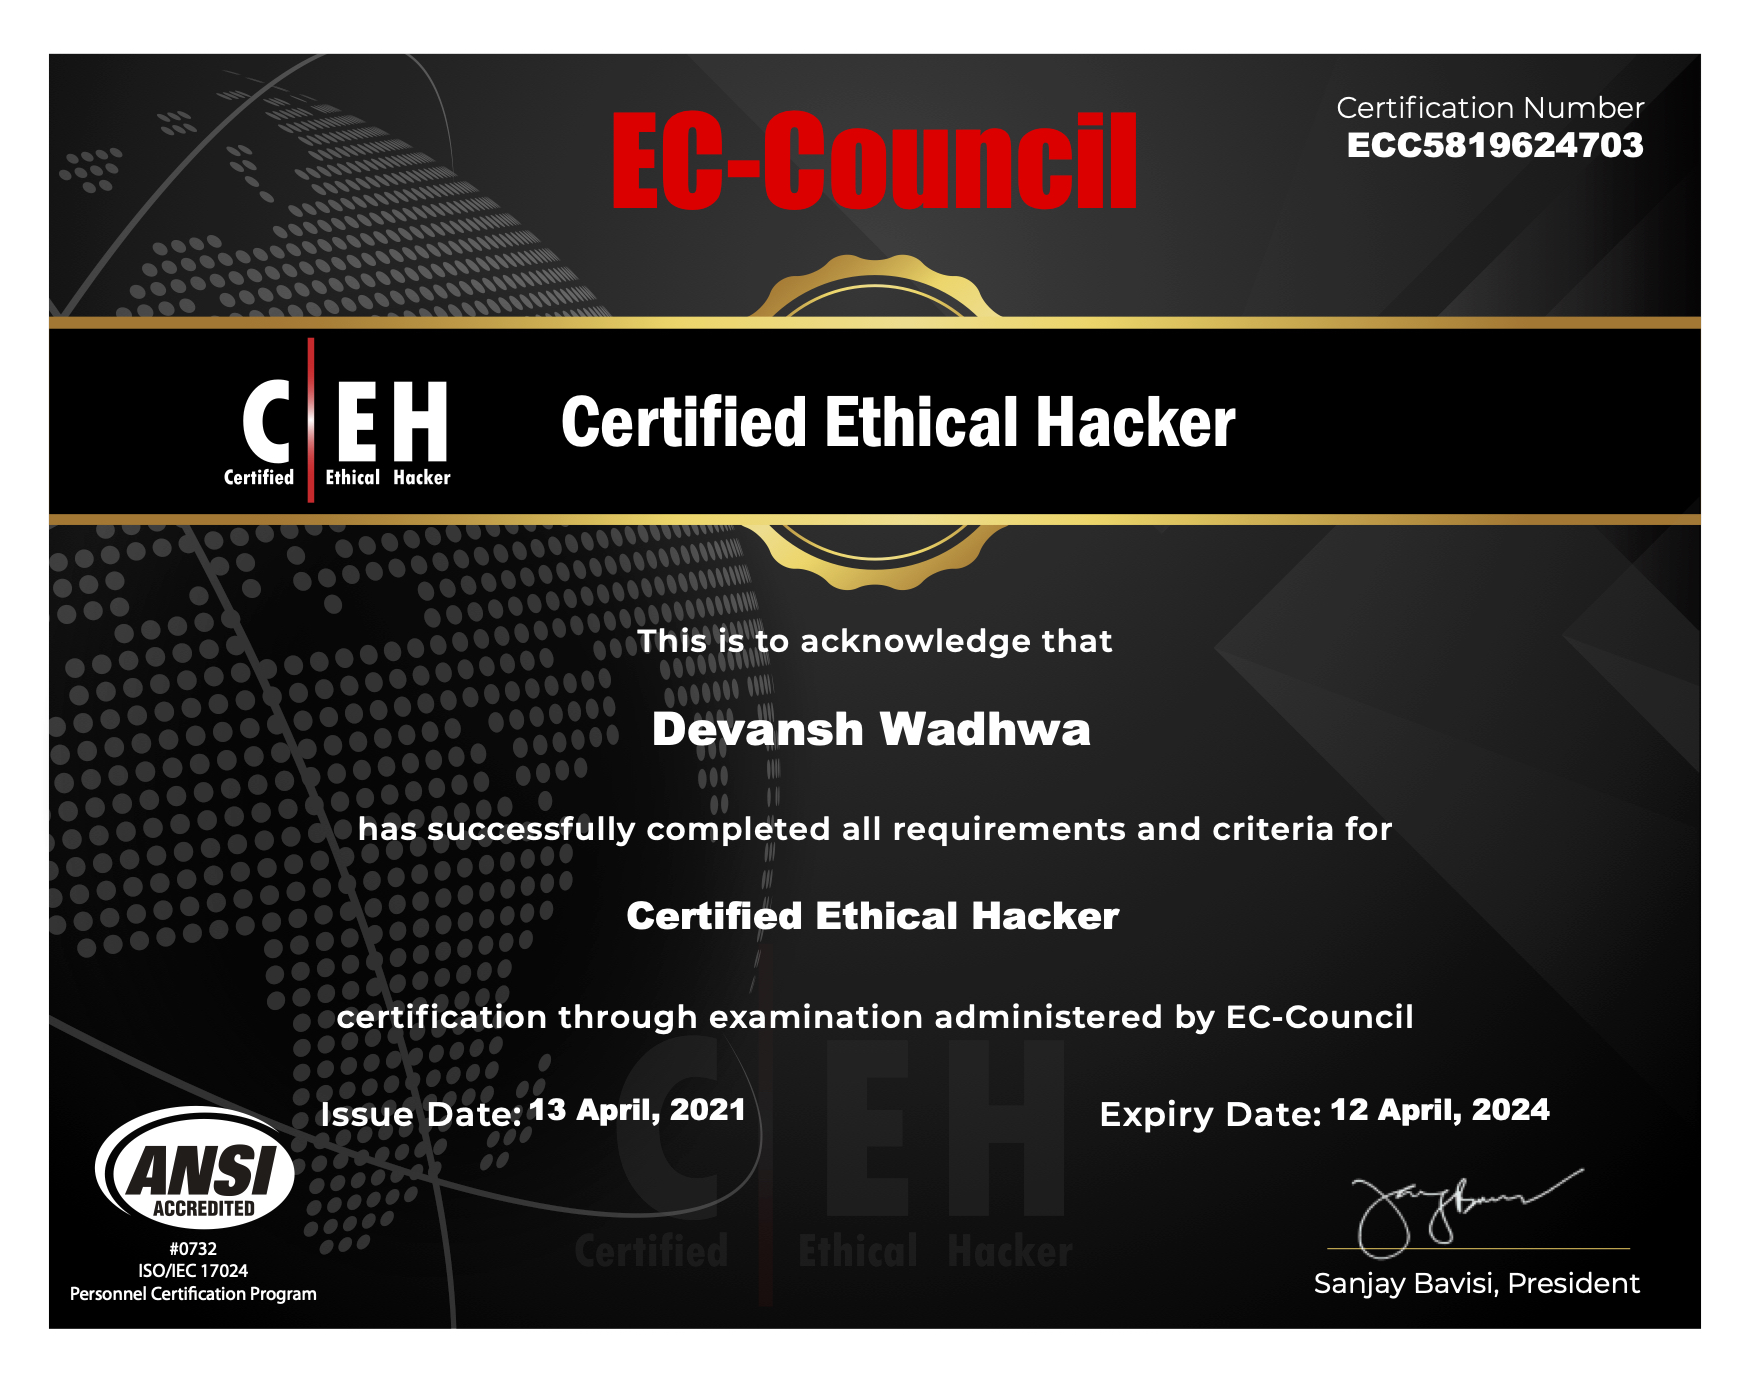 EC-Council
Certification Number
ECC5819624703
C EH
Certified Ethical Hacker
Certified Ethical Hacker
This is to acknowledge that
Devansh Wadhwa
has successfully completed all requirements and criteria for
Certified Ethical Hacker
certification through examination administered by EC-Council
Issue Date: 13 April, 2021
Expiry Date: 12 April, 2024
C EH
Certified Ethical Hacker
ANSI
ACCREDITED
#0732
ISO/IEC 17024
Personnel Certification Program
Sanjay Bavisi, President